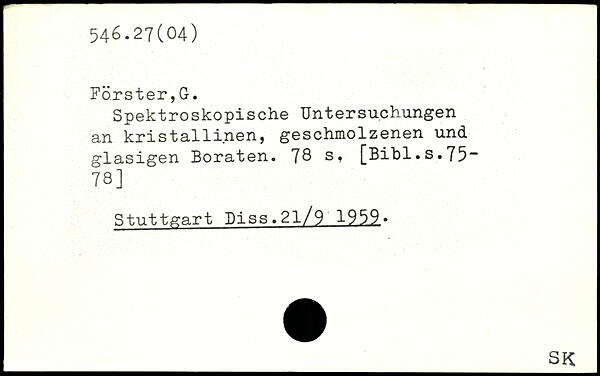 546.27(04)
Förster,G.
Spektroskopische Untersuchungen
an kristallinen, geschmolzenen und
glasigen Boraten. 78 s. [Bibl.s.75-
78]
Stuttgart Diss.21/9 1959.
SK